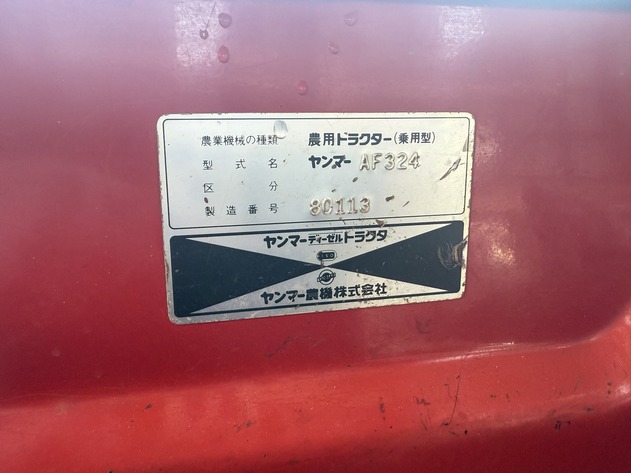 農業機械の種類 農用トラクター(乗用型)
型式名 ヤンマー AF324
区分
製造番号 80113
ヤンマーディーゼルトラクタ
ヤンマー農機株式会社